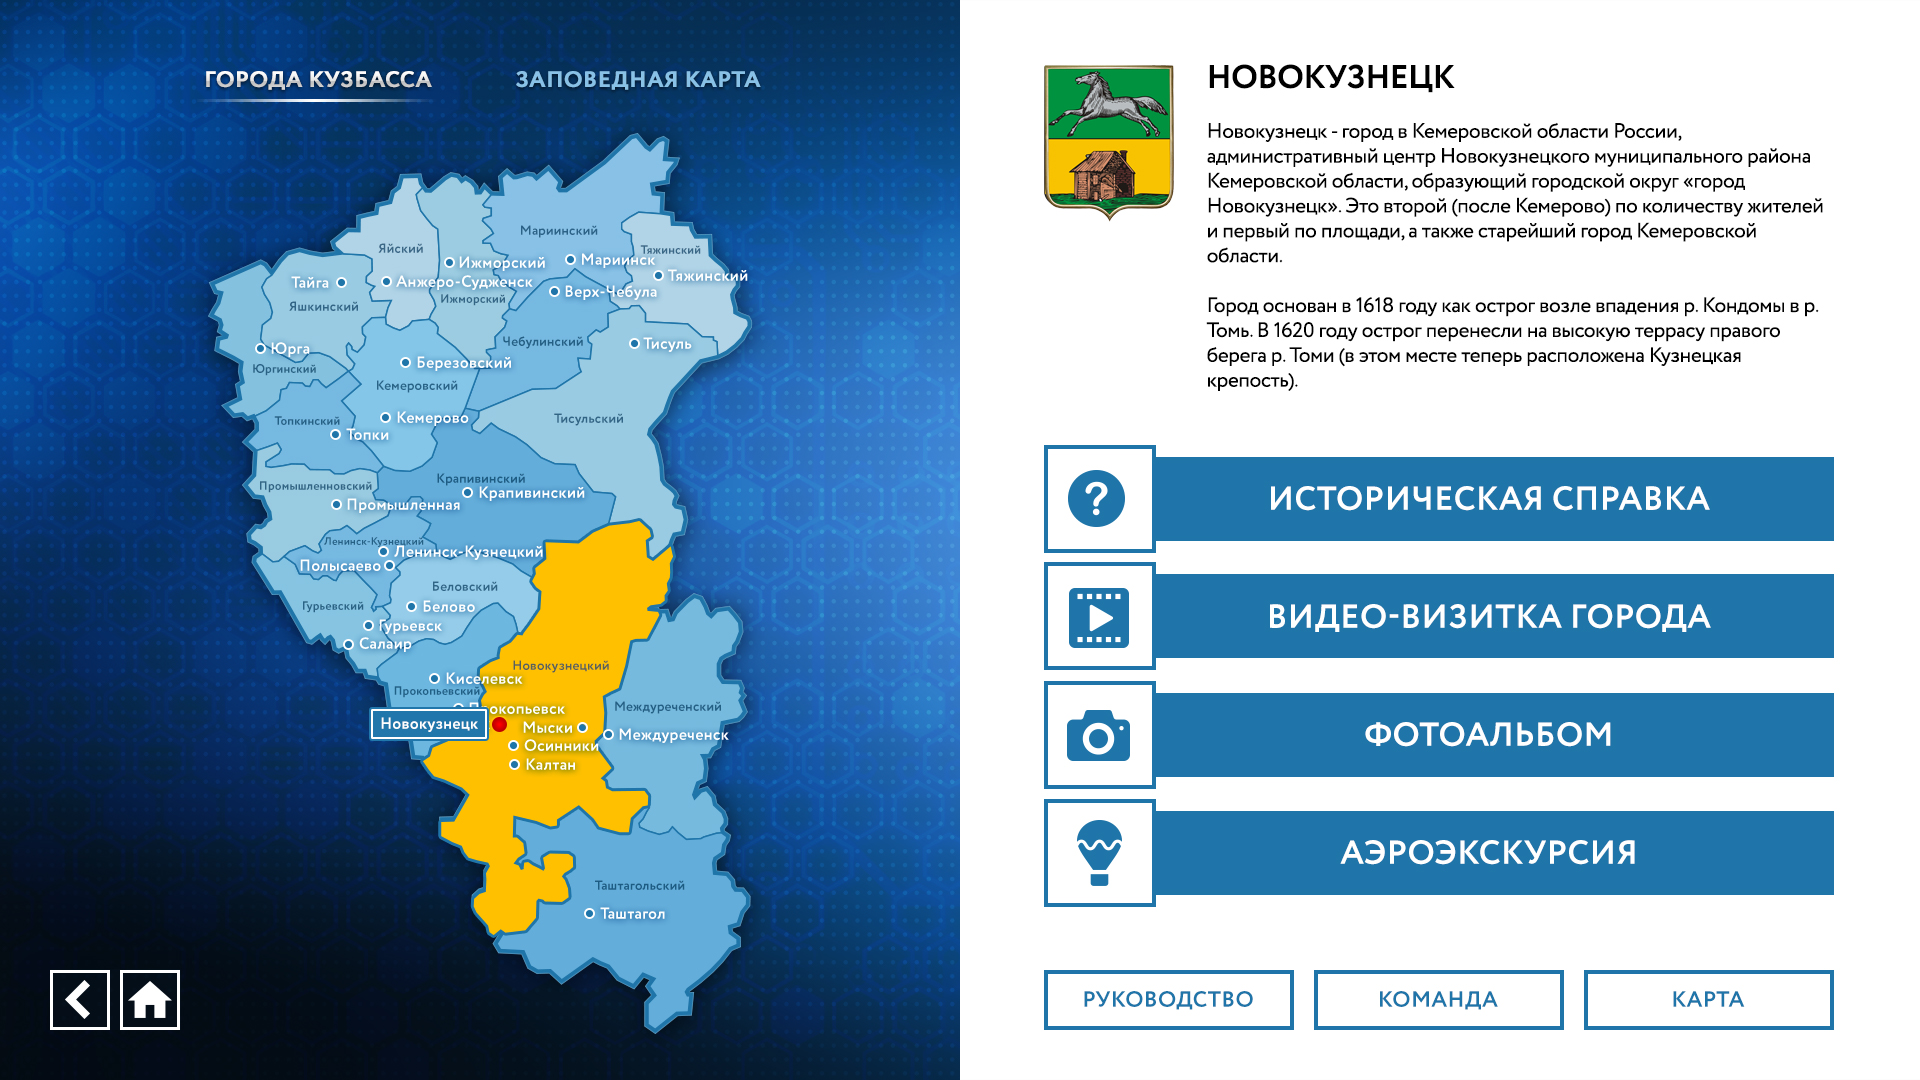 ГОРОДА КУЗБАССА
ЗАПОВЕДНАЯ КАРТА
Мариинский
Яйский
Тяжинский
Ижморский
Мариинск
Тяжинский
Тайга
Анжеро-Судженск
Верх-Чебула
Ижморский
Яшкинский
Чебулинский
Тисуль
Юрга
Березовский
Юргинский
Кемеровский
Топкинский
Кемерово
Тисульский
Топки
Крапивинский
Промышленновский
Крапивинский
Промышленная
Ленинск-Кузнецкий
Ленинск-Кузнецкий
Полысаево
Беловский
Гурьевский
Белово
Гурьевск
Салаир
Новокузнецкий
Киселевск
Прокопьевский
Прокопьевск
Междуреченский
Новокузнецк
Мыски
Междуреченск
Осинники
Калтан
Таштагольский
Таштагол
НОВОКУЗНЕЦК
Новокузнецк - город в Кемеровской области России,
административный центр Новокузнецкого муниципального района
Кемеровской области, образующий городской округ «город
Новокузнецк». Это второй (после Кемерово) по количеству жителей
и первый по площади, а также старейший город Кемеровской
области.
Город основан в 1618 году как острог возле впадения р. Кондомы в р.
Томь. В 1620 году острог перенесли на высокую террасу правого
берега р. Томи (в этом месте теперь расположена Кузнецкая
крепость).
ИСТОРИЧЕСКАЯ СПРАВКА
ВИДЕО-ВИЗИТКА ГОРОДА
ФОТОАЛЬБОМ
АЭРОЭКСКУРСИЯ
РУКОВОДСТВО
КОМАНДА
КАРТА